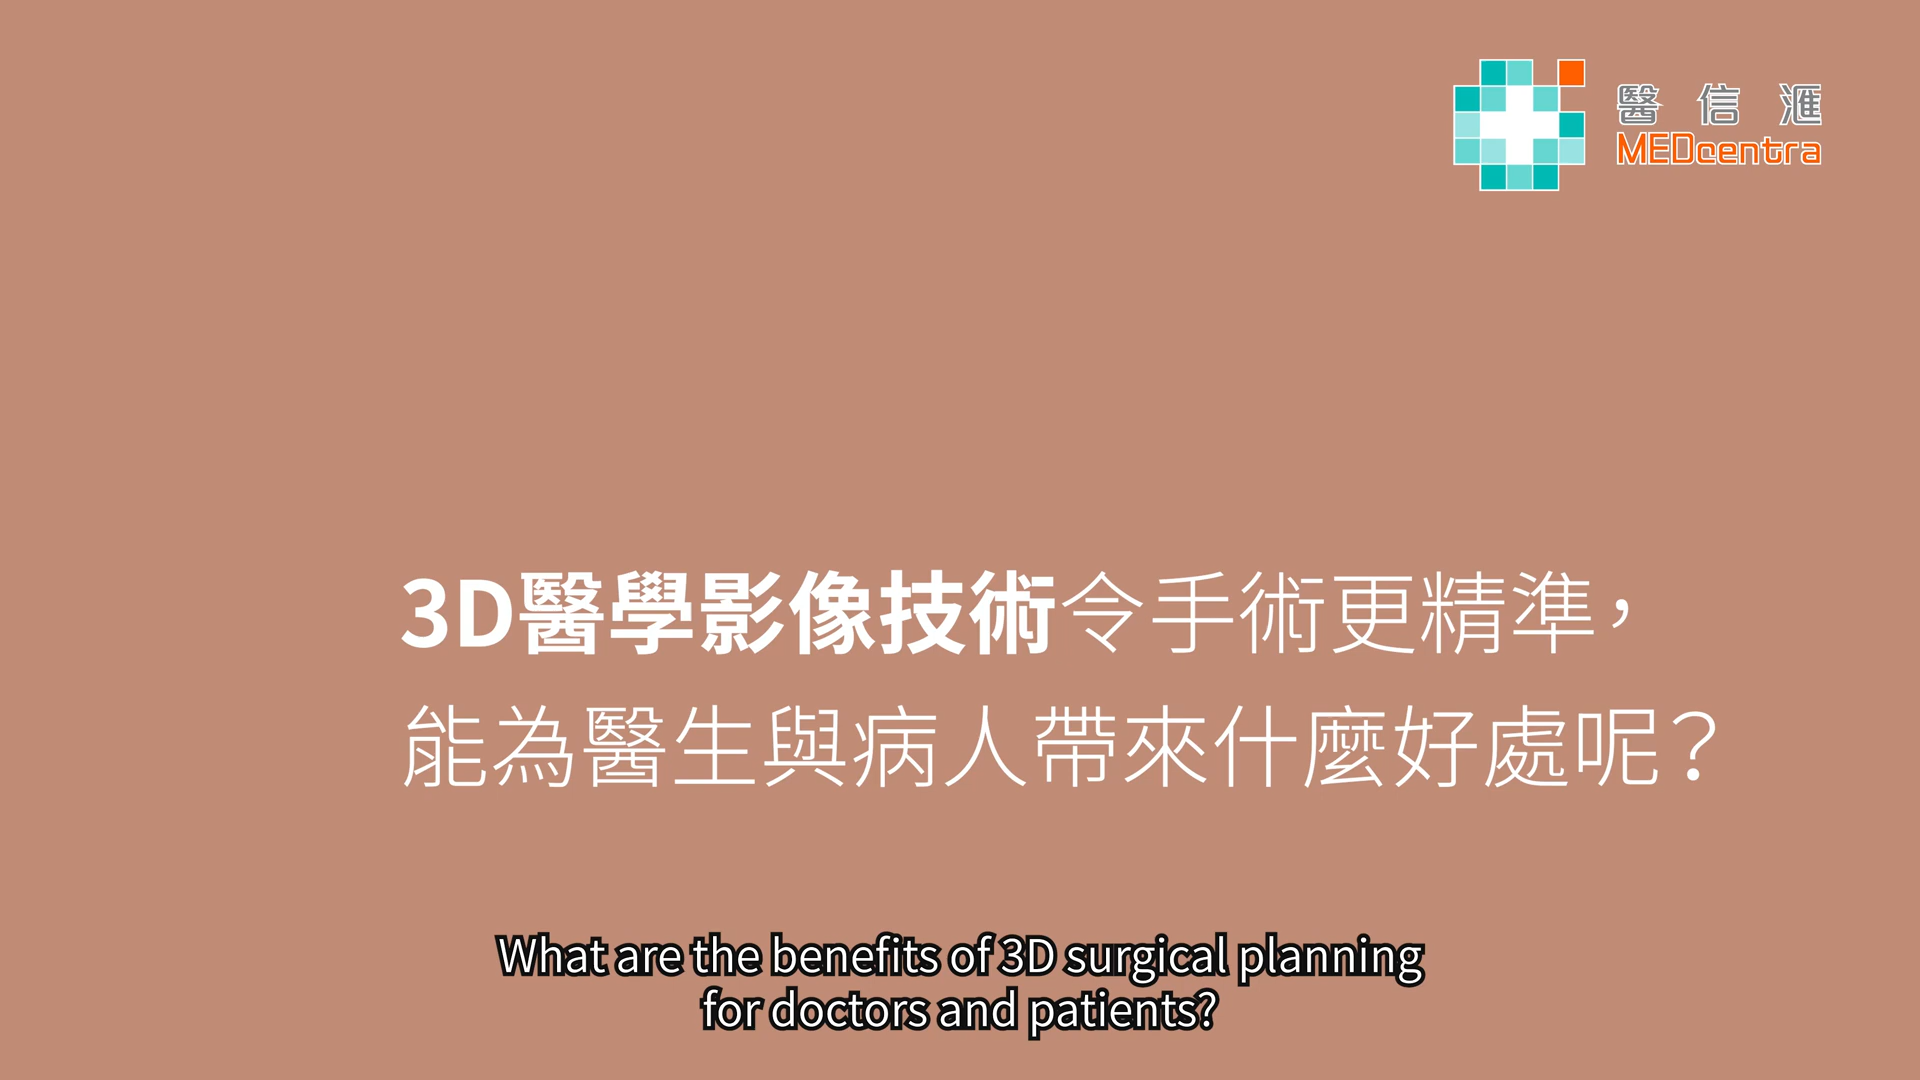 醫信滙
MEDcentra
3D醫學影像技術令手術更精準，
能為醫生與病人帶來什麼好處呢？
What are the benefits of 3D surgical planning
for doctors and patients?